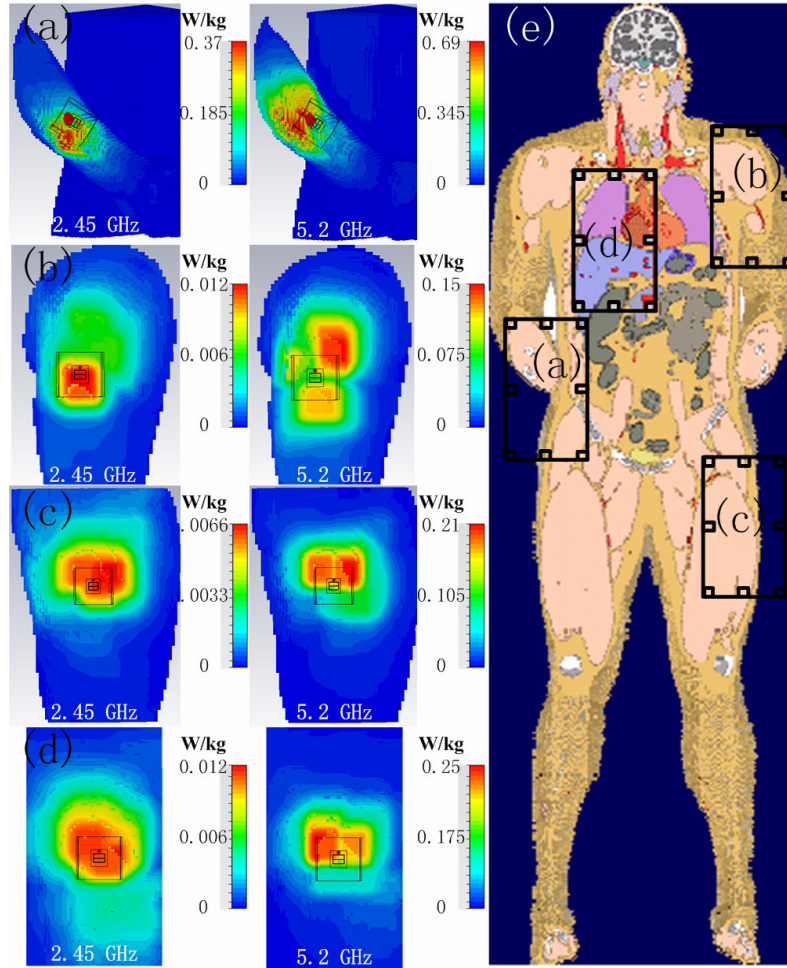 (a)
W/kg
0.37
0.185
0
2.45 GHz
W/kg
0.69
0.345
0
5.2 GHz
(b)
W/kg
0.012
0.006
0
2.45 GHz
W/kg
0.15
0.075
0
5.2 GHz
(c)
W/kg
0.0066
.0033
0
2.45 GHz
W/kg
0.21
0.105
0
5.2 GHz
(d)
W/kg
0.012
0.006
0
2.45 GHz
W/kg
0.25
0.175
0
5.2 GHz
(e)
(b)
(d)
(a)
(c)